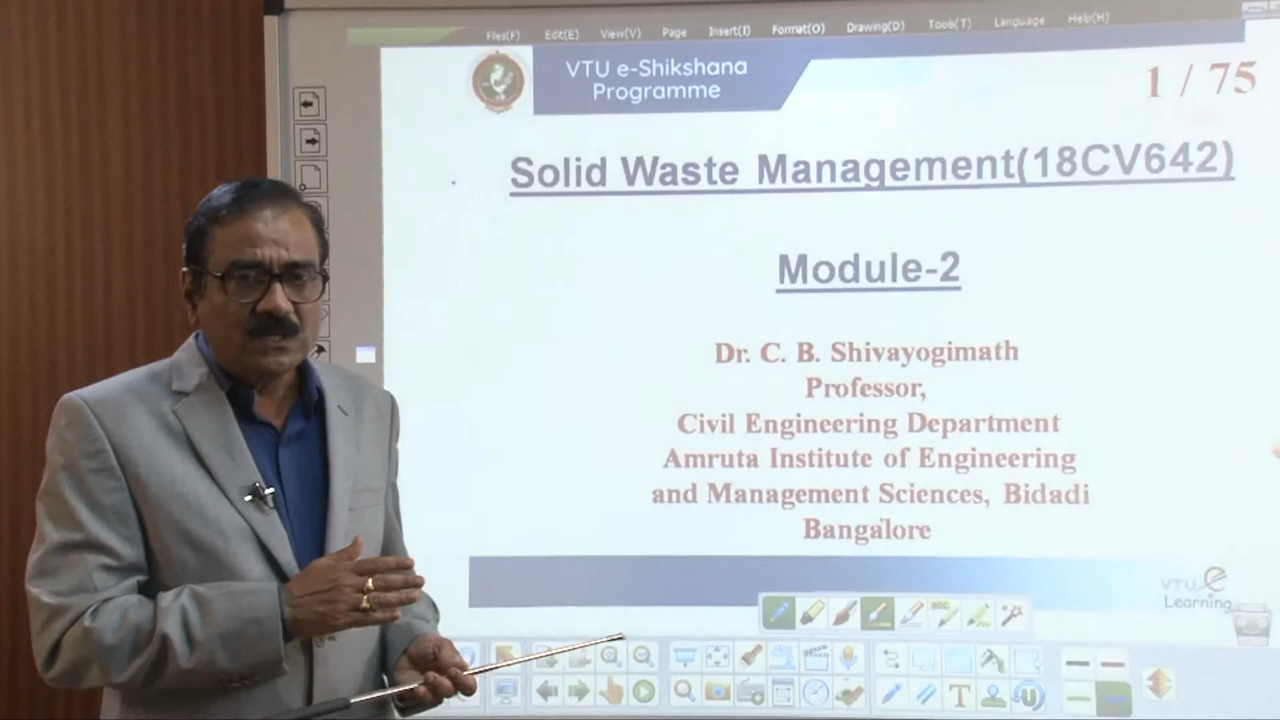 Files(F) Edit(E) View(V) Page Insert(I) Format(O) Drawing(D) Tools(T) Language Help(H)
VTU e-Shikshana
Programme
1 / 75
Solid Waste Management(18CV642)
Module-2
Dr. C. B. Shivayogimath
Professor,
Civil Engineering Department
Amruta Institute of Engineering
and Management Sciences, Bidadi
Bangalore
VTU e
Learning